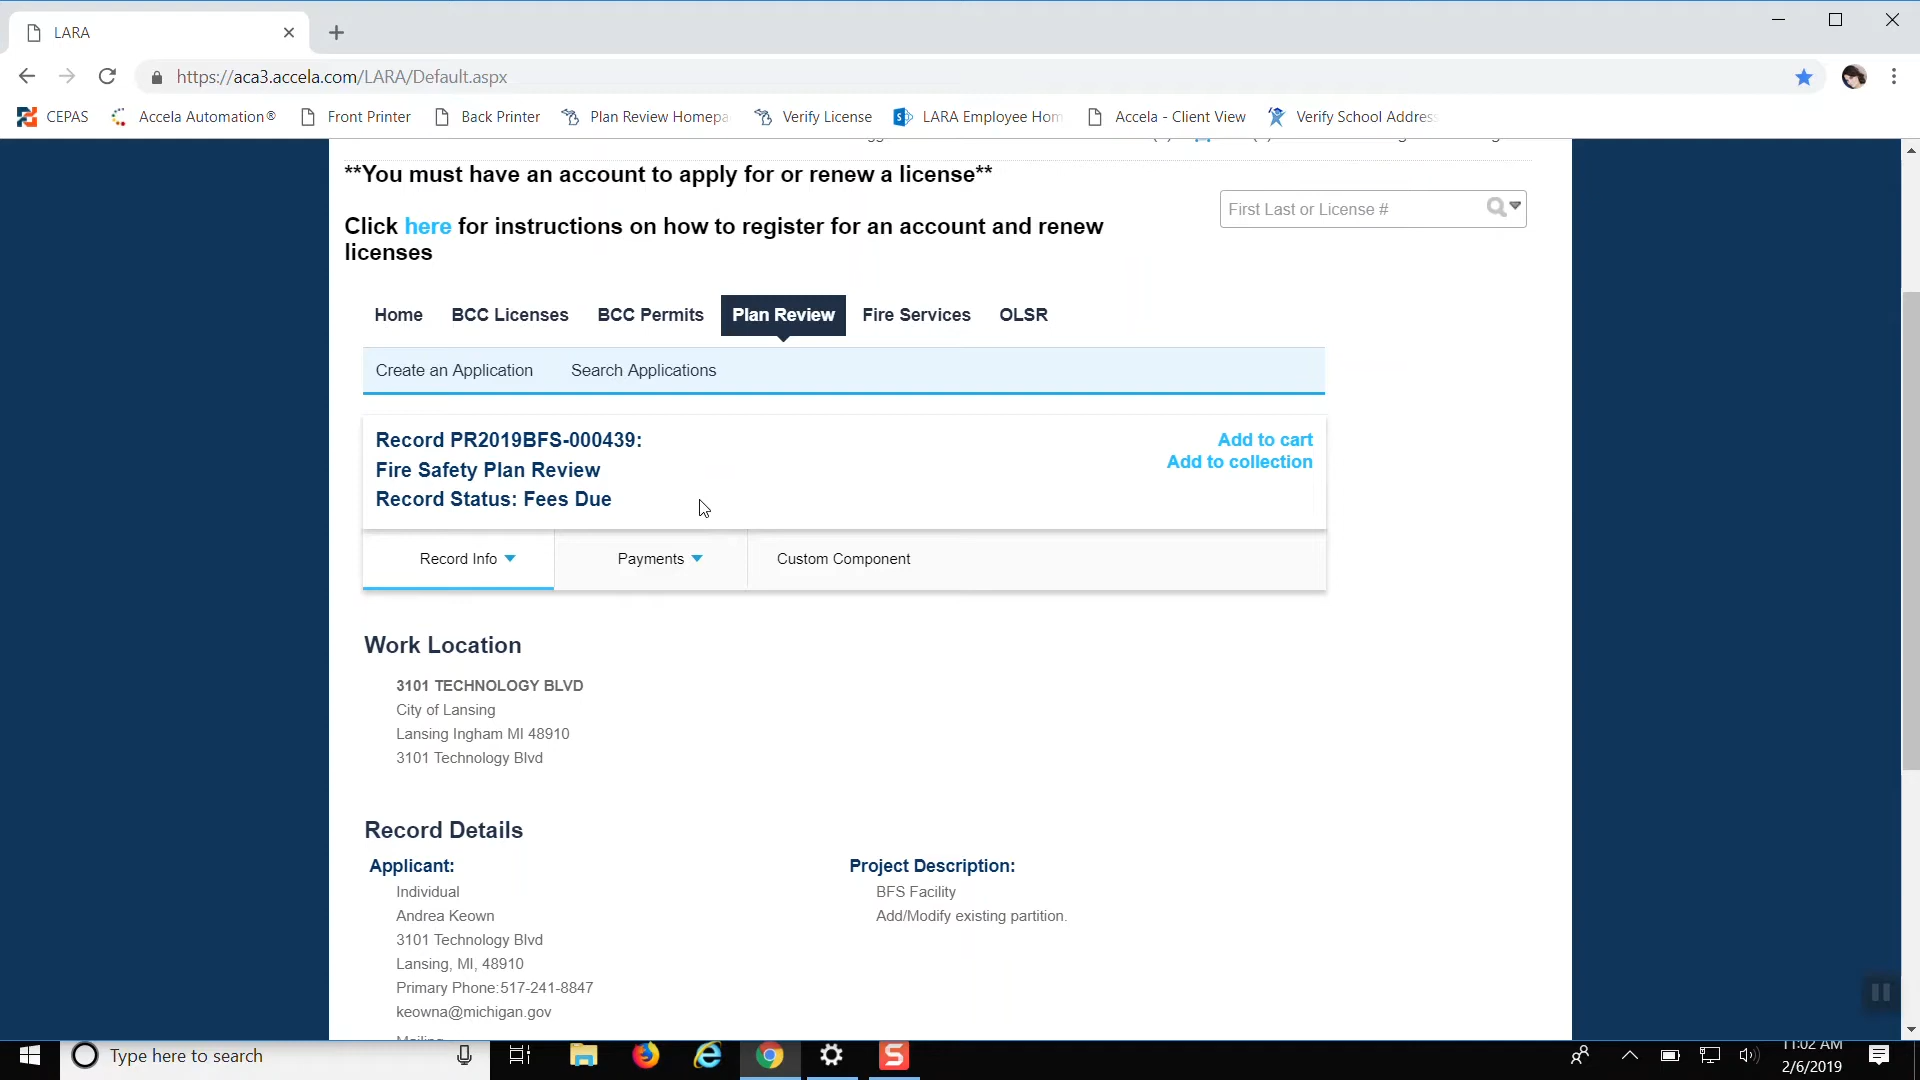 LARA
https://aca3.accela.com/LARA/Default.aspx
CEPAS
Accela Automation®
Front Printer
Back Printer
Plan Review Homepa
Verify License
LARA Employee Hom
Accela - Client View
Verify School Address
**You must have an account to apply for or renew a license**
First Last or License #
Click here for instructions on how to register for an account and renew
licenses
Home BCC Licenses BCC Permits Plan Review Fire Services OLSR
Create an Application Search Applications
Record PR2019BFS-000439:
Add to cart
Fire Safety Plan Review
Add to collection
Record Status: Fees Due
Record Info Payments Custom Component
Work Location
3101 TECHNOLOGY BLVD
City of Lansing
Lansing Ingham MI 48910
3101 Technology Blvd
Record Details
Applicant:
Individual
Andrea Keown
3101 Technology Blvd
Lansing, MI, 48910
Primary Phone:517-241-8847
keowna@michigan.gov
Mailing
Project Description:
BFS Facility
Add/Modify existing partition.
Type here to search
11:02 AM
2/6/2019